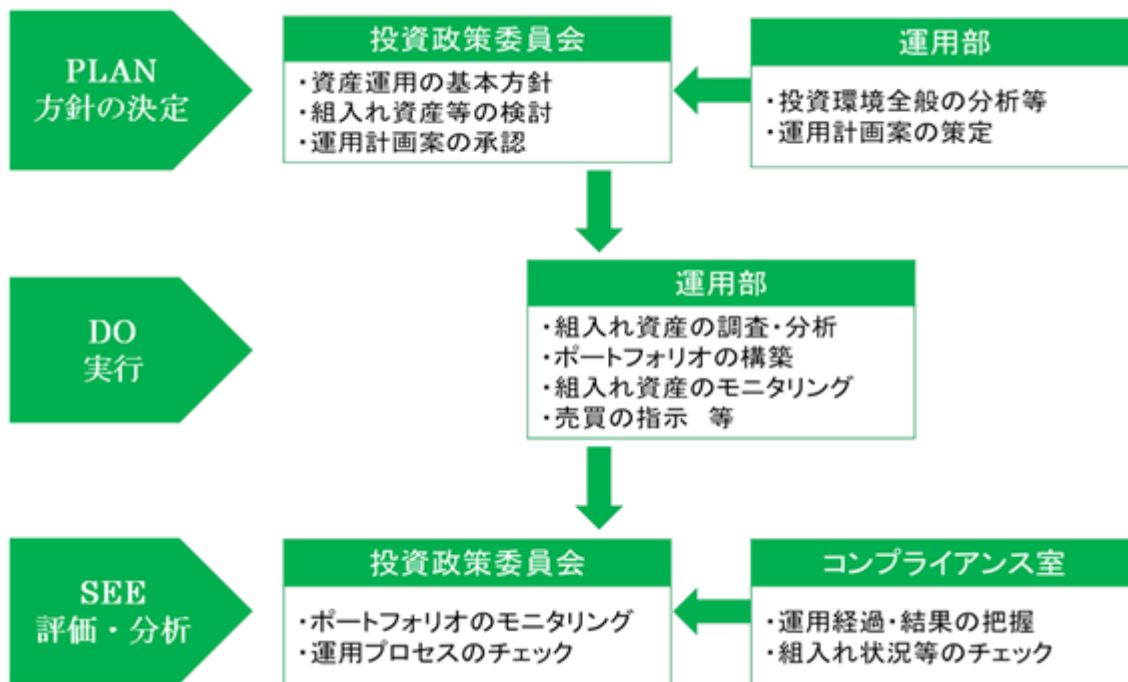 PLAN
方針の決定
投資政策委員会
・資産運用の基本方針
・組入れ資産等の検討
・運用計画案の承認
運用部
・投資環境全般の分析等
・運用計画案の策定
DO
実行
運用部
・組入れ資産の調査・分析
・ポートフォリオの構築
・組入れ資産のモニタリング
・売買の指示　等
SEE
評価・分析
投資政策委員会
・ポートフォリオのモニタリング
・運用プロセスのチェック
コンプライアンス室
・運用経過・結果の把握
・組入れ状況等のチェック